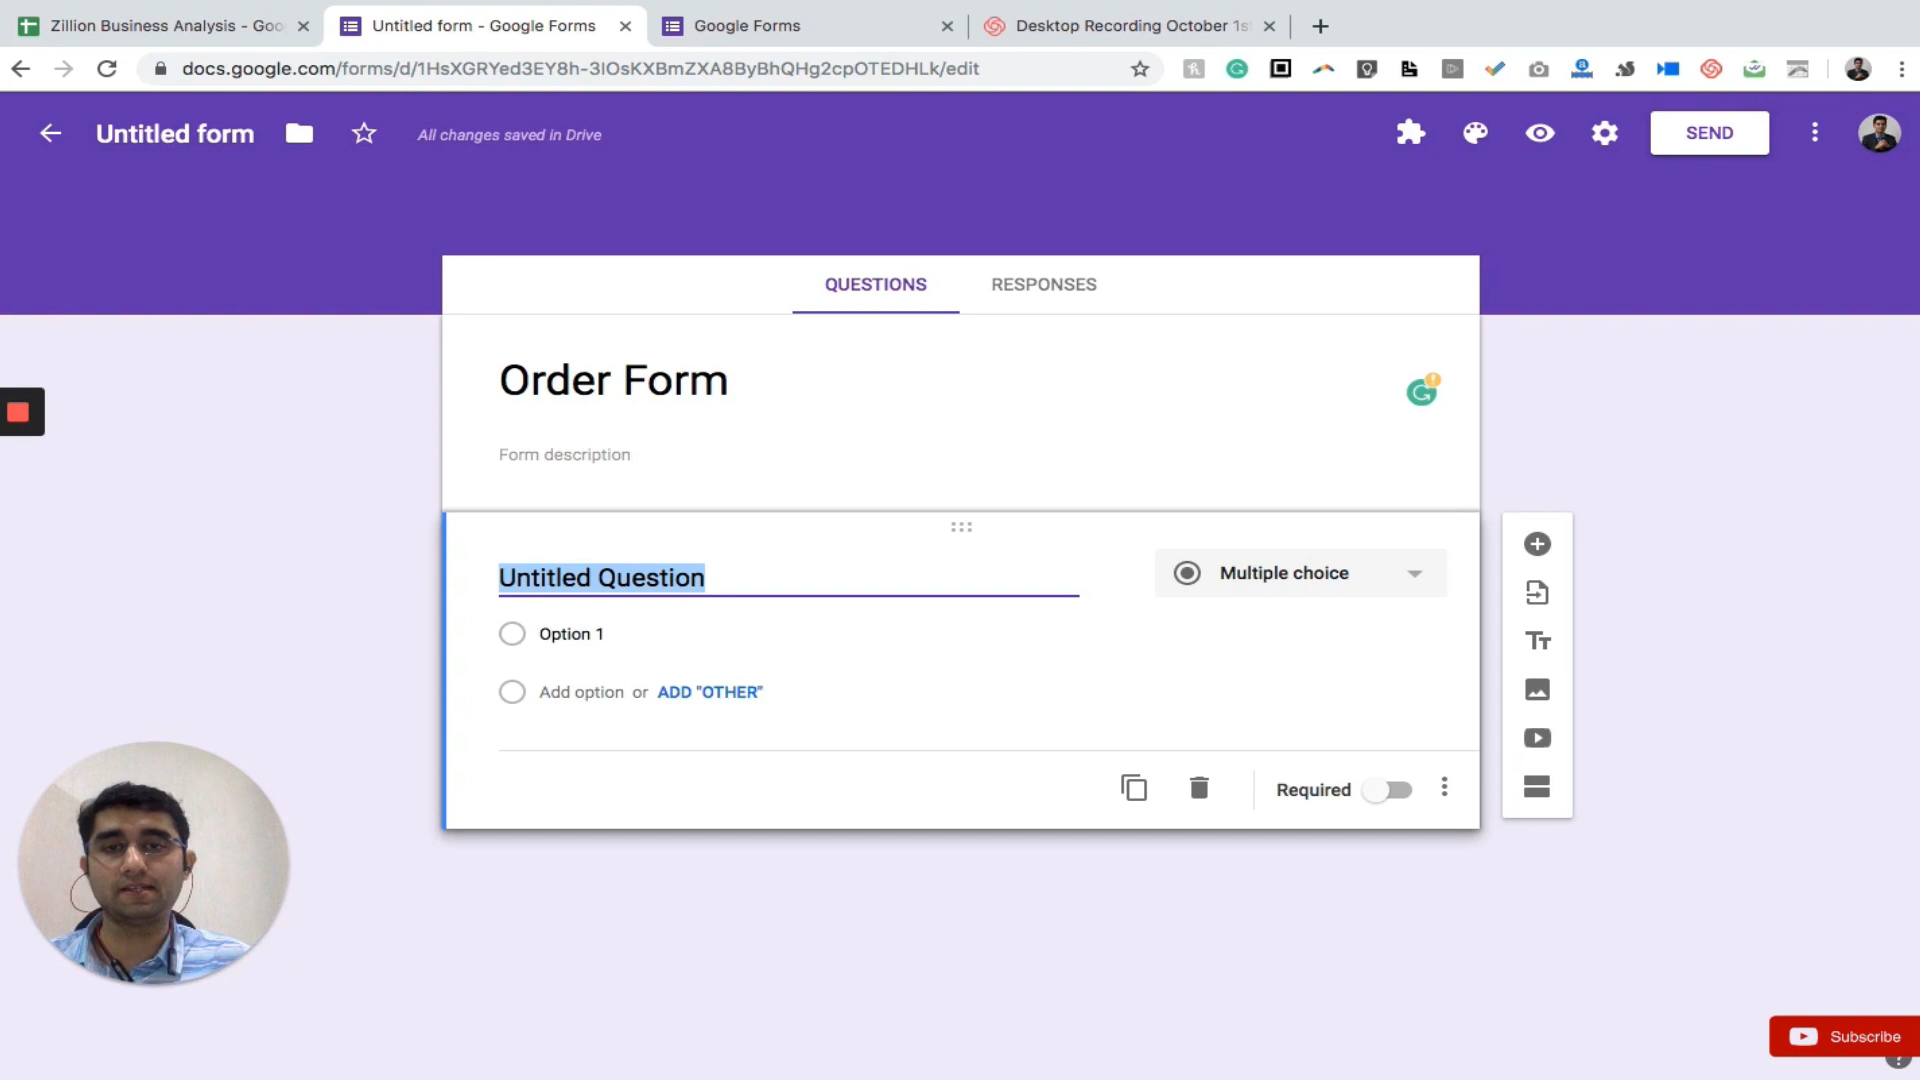 Zillion Business Analysis - Goo
Untitled form - Google Forms
Google Forms
Desktop Recording October 1s
docs.google.com/forms/d/1HsXGRYed3EY8h-3IOsKXBmZXA8ByBhQHg2cpOTEDHLk/edit
Untitled form
All changes saved in Drive
SEND
QUESTIONS
RESPONSES
Order Form
Form description
Untitled Question
Multiple choice
Option 1
Add option or ADD "OTHER"
Required
Subscribe